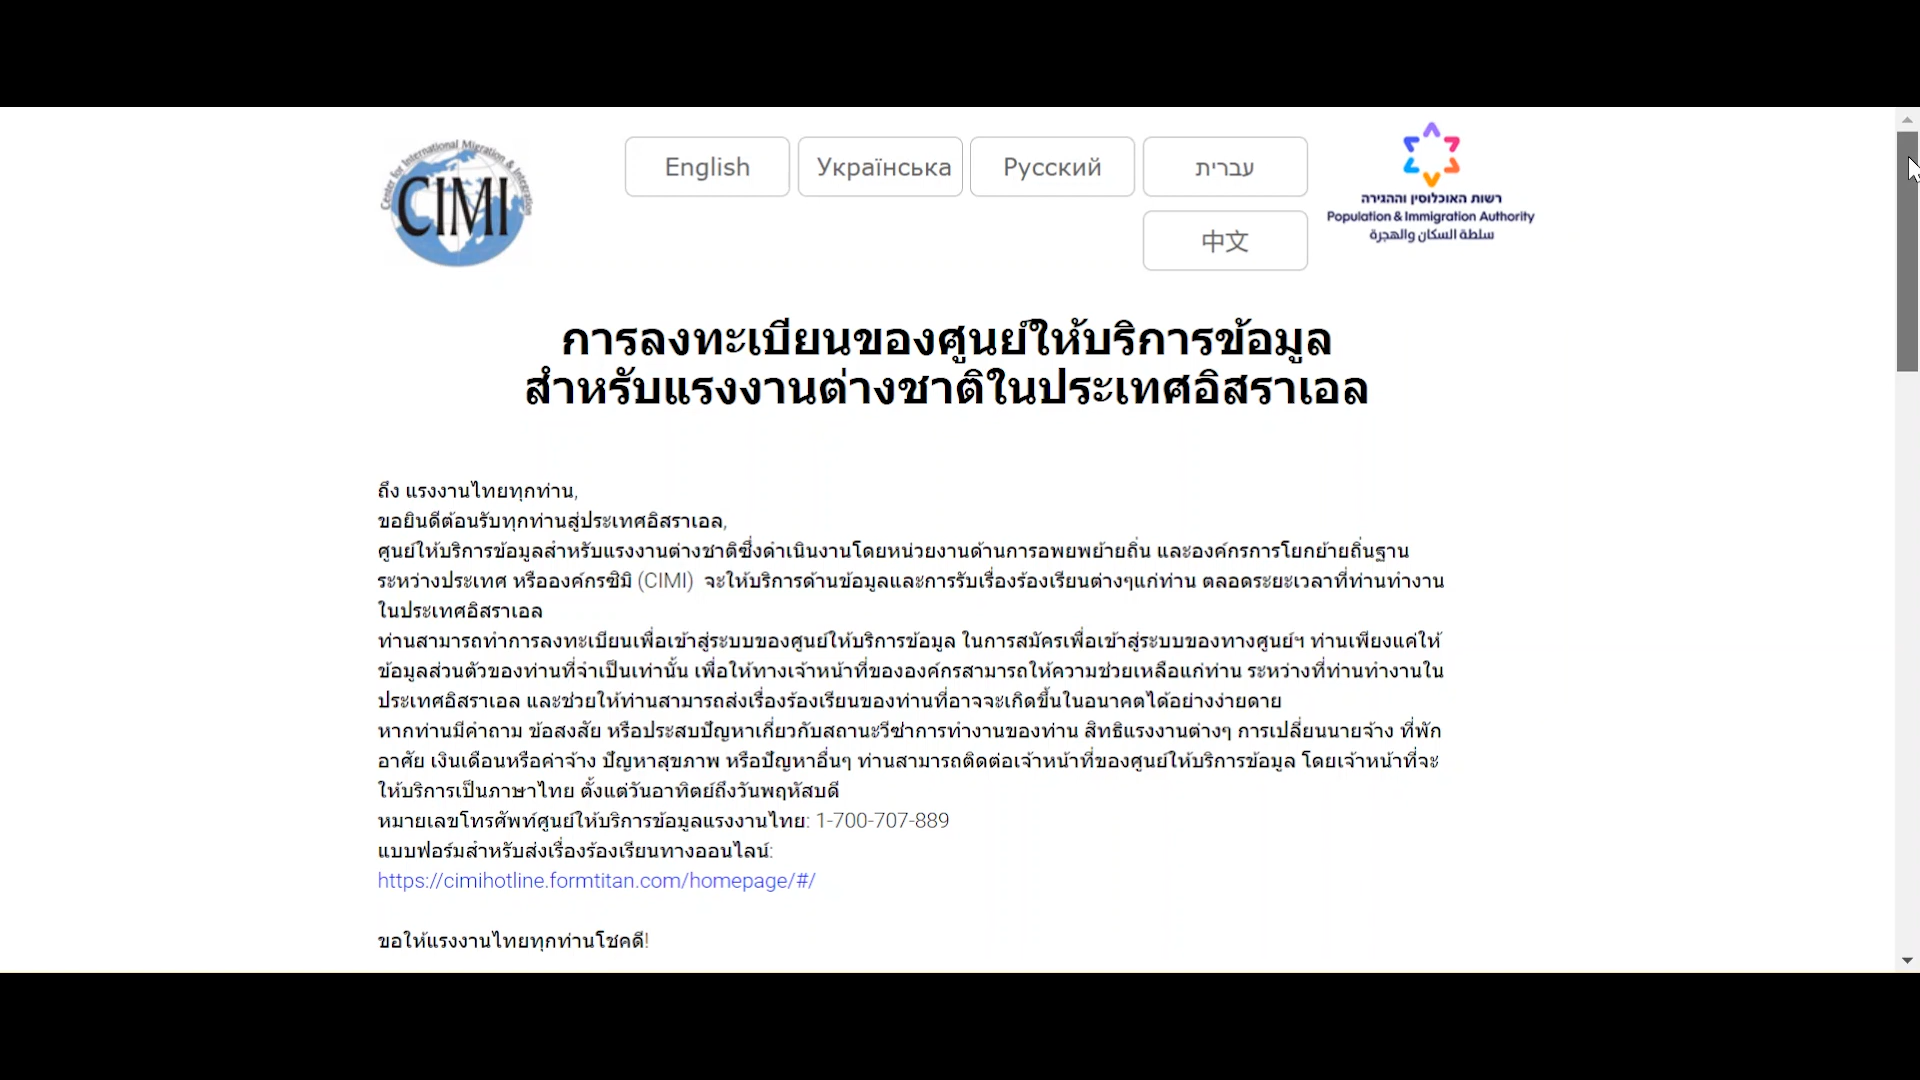 Center for International Migration & Integration
CIMI
English
Українська
Русский
עברית
中文
רשות האוכלוסין וההגירה
Population & Immigration Authority
سلطة السكان والهجرة
การลงทะเบียนของศูนย์ให้บริการข้อมูล
สำหรับแรงงานต่างชาติในประเทศอิสราเอล
ถึง แรงงานไทยทุกท่าน,
ขอยินดีต้อนรับทุกท่านสู่ประเทศอิสราเอล,
ศูนย์ให้บริการข้อมูลสำหรับแรงงานต่างชาติซึ่งดำเนินงานโดยหน่วยงานด้านการอพยพย้ายถิ่น และองค์กรการโยกย้ายถิ่นฐาน
ระหว่างประเทศ หรือองค์กรซิมิ (CIMI) จะให้บริการด้านข้อมูลและการรับเรื่องร้องเรียนต่างๆแก่ท่าน ตลอดระยะเวลาที่ท่านทำงาน
ในประเทศอิสราเอล
ท่านสามารถทำการลงทะเบียนเพื่อเข้าสู่ระบบของศูนย์ให้บริการข้อมูล ในการสมัครเพื่อเข้าสู่ระบบของทางศูนย์ฯ ท่านเพียงแค่ให้
ข้อมูลส่วนตัวของท่านที่จำเป็นเท่านั้น เพื่อให้ทางเจ้าหน้าที่ขององค์กรสามารถให้ความช่วยเหลือแก่ท่าน ระหว่างที่ท่านทำงานใน
ประเทศอิสราเอล และช่วยให้ท่านสามารถส่งเรื่องร้องเรียนของท่านที่อาจจะเกิดขึ้นในอนาคตได้อย่างง่ายดาย
หากท่านมีคำถาม ข้อสงสัย หรือประสบปัญหาเกี่ยวกับสถานะวีซ่าการทำงานของท่าน สิทธิแรงงานต่างๆ การเปลี่ยนนายจ้าง ที่พัก
อาศัย เงินเดือนหรือค่าจ้าง ปัญหาสุขภาพ หรือปัญหาอื่นๆ ท่านสามารถติดต่อเจ้าหน้าที่ของศูนย์ให้บริการข้อมูล โดยเจ้าหน้าที่จะ
ให้บริการเป็นภาษาไทย ตั้งแต่วันอาทิตย์ถึงวันพฤหัสบดี
หมายเลขโทรศัพท์ศูนย์ให้บริการข้อมูลแรงงานไทย: 1-700-707-889
แบบฟอร์มสำหรับส่งเรื่องร้องเรียนทางออนไลน์:
https://cimihotline.formtitan.com/homepage/#/
ขอให้แรงงานไทยทุกท่านโชคดี!